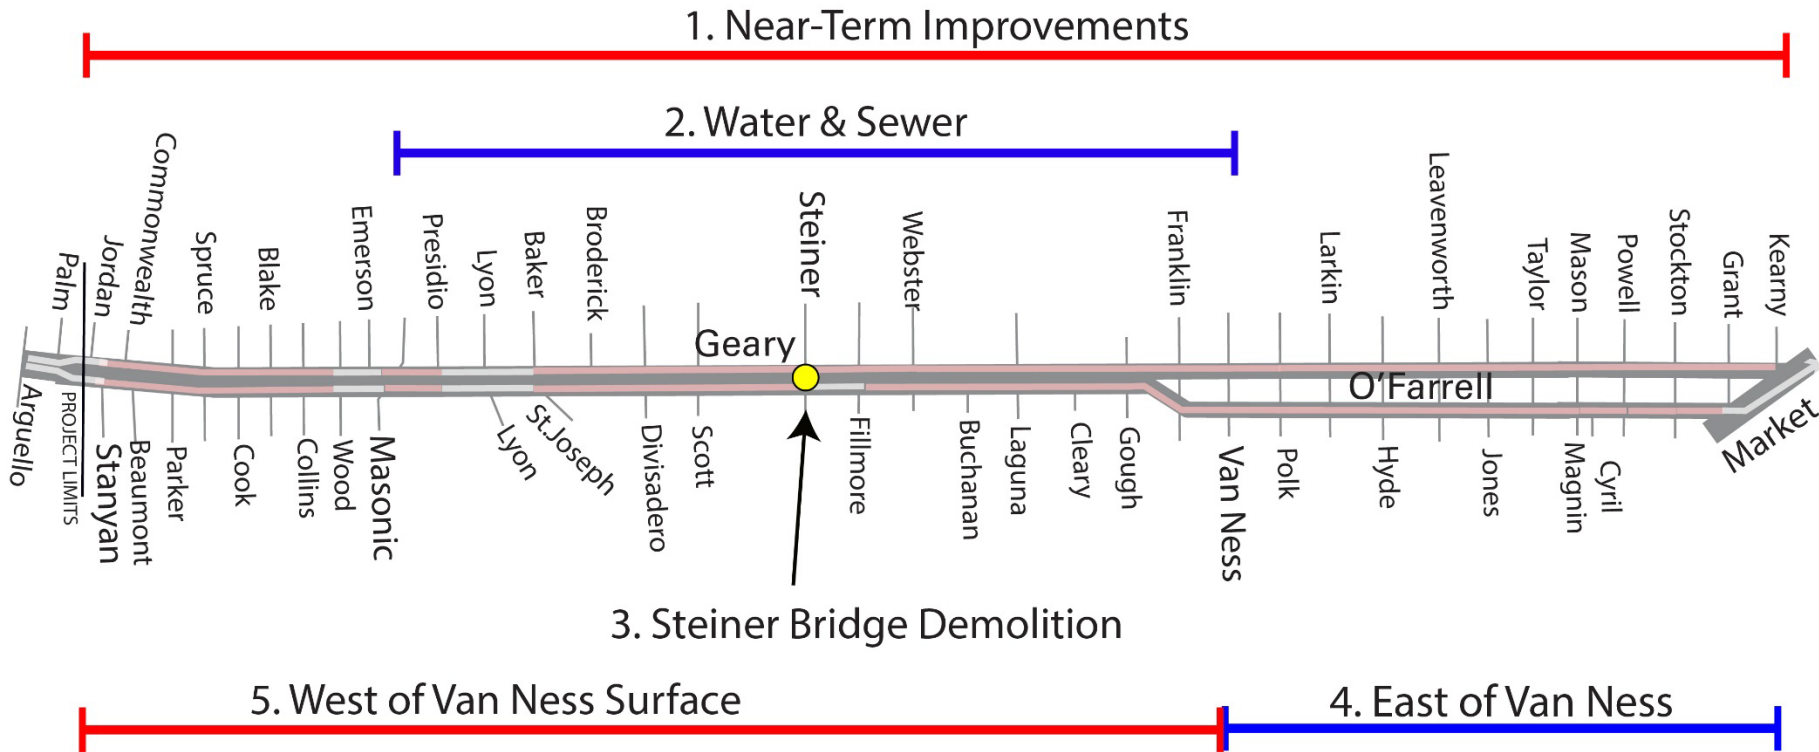 1. Near-Term Improvements
2. Water & Sewer
Palm
Jordan
Commonwealth
Spruce
Blake
Emerson
Presidio
Lyon
Baker
Broderick
Steiner
Webster
Franklin
Larkin
Leavenworth
Taylor
Mason
Powell
Stockton
Grant
Kearny
Geary
O'Farrell
Arguello
PROJECT LIMITS
Stanyan
Beaumont
Parker
Cook
Collins
Wood
Masonic
Lyon
St.Joseph
Divisadero
Scott
Fillmore
Buchanan
Laguna
Cleary
Gough
Van Ness
Polk
Hyde
Jones
Magnin
Cyril
Market
3. Steiner Bridge Demolition
5. West of Van Ness Surface
4. East of Van Ness